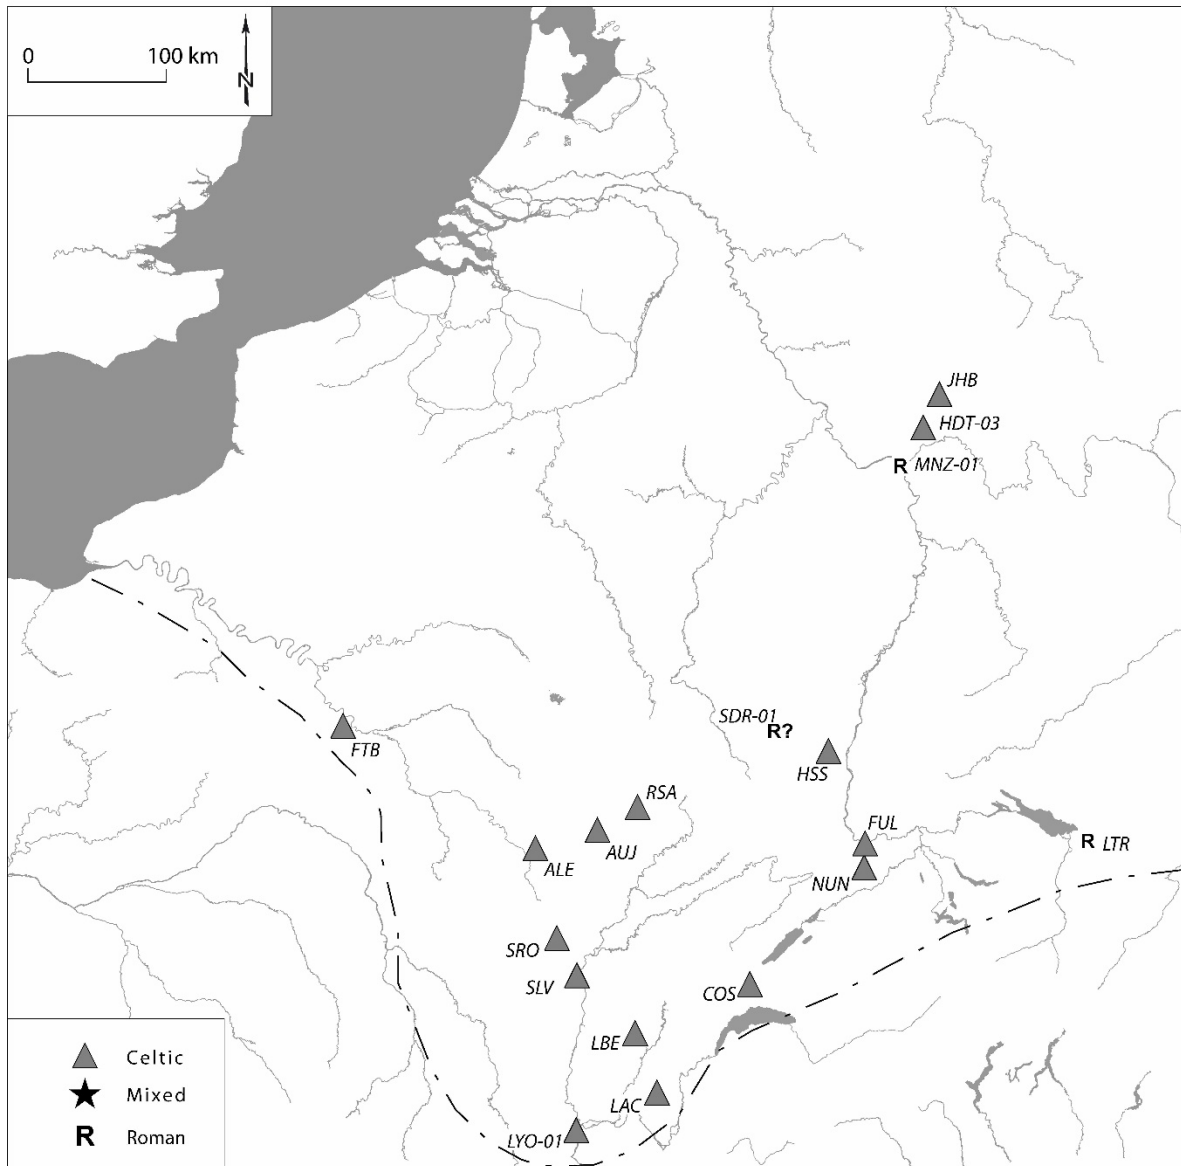 0 100 km
N
JHB
HDT-03
R MNZ-01
SDR-01
R?
FTB
HSS
RSA
FUL
AUJ
R LTR
ALE
NUN
SRO
SLV
COS
LBE
LAC
LYO-01
Celtic
Mixed
R Roman